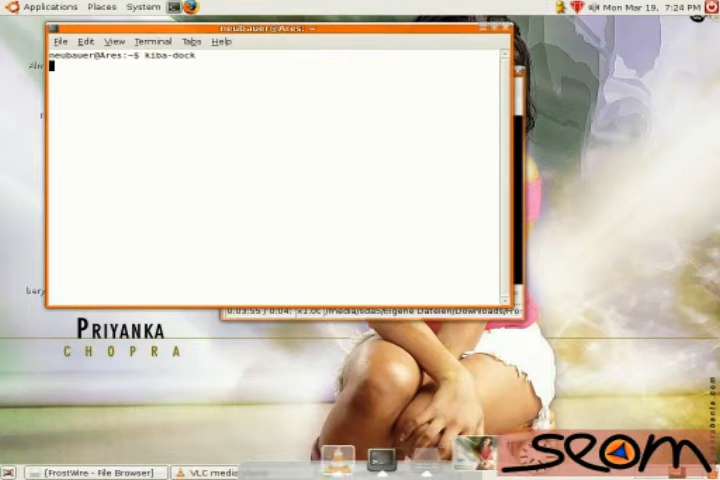 Applications Places System Mon Mar 19, 7:24 PM
neubauer@Ares: ~
File Edit View Terminal Tabs Help
neubauer@Ares:~$ kiba-dock
PRIYANKA
CHOPRA
[FrostWire - File Browser] VLC media
seom